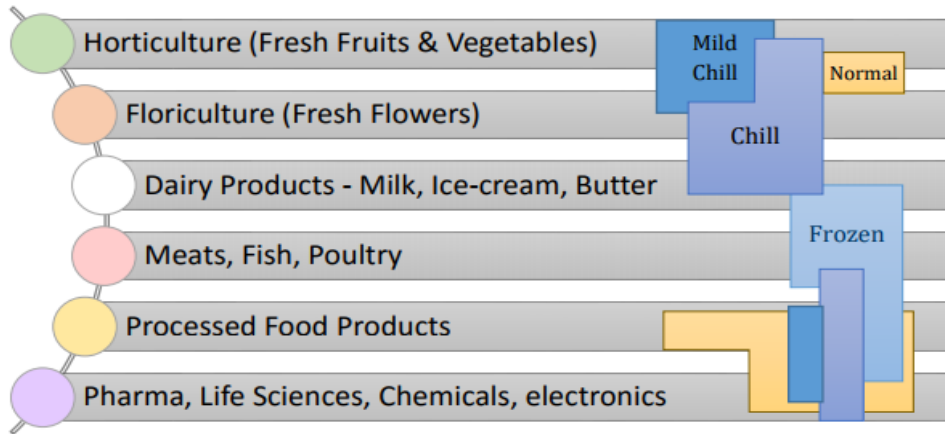 Horticulture (Fresh Fruits & Vegetables)
Mild
Chill
Normal
Floriculture (Fresh Flowers)
Chill
Dairy Products - Milk, Ice-cream, Butter
Frozen
Meats, Fish, Poultry
Processed Food Products
Pharma, Life Sciences, Chemicals, electronics